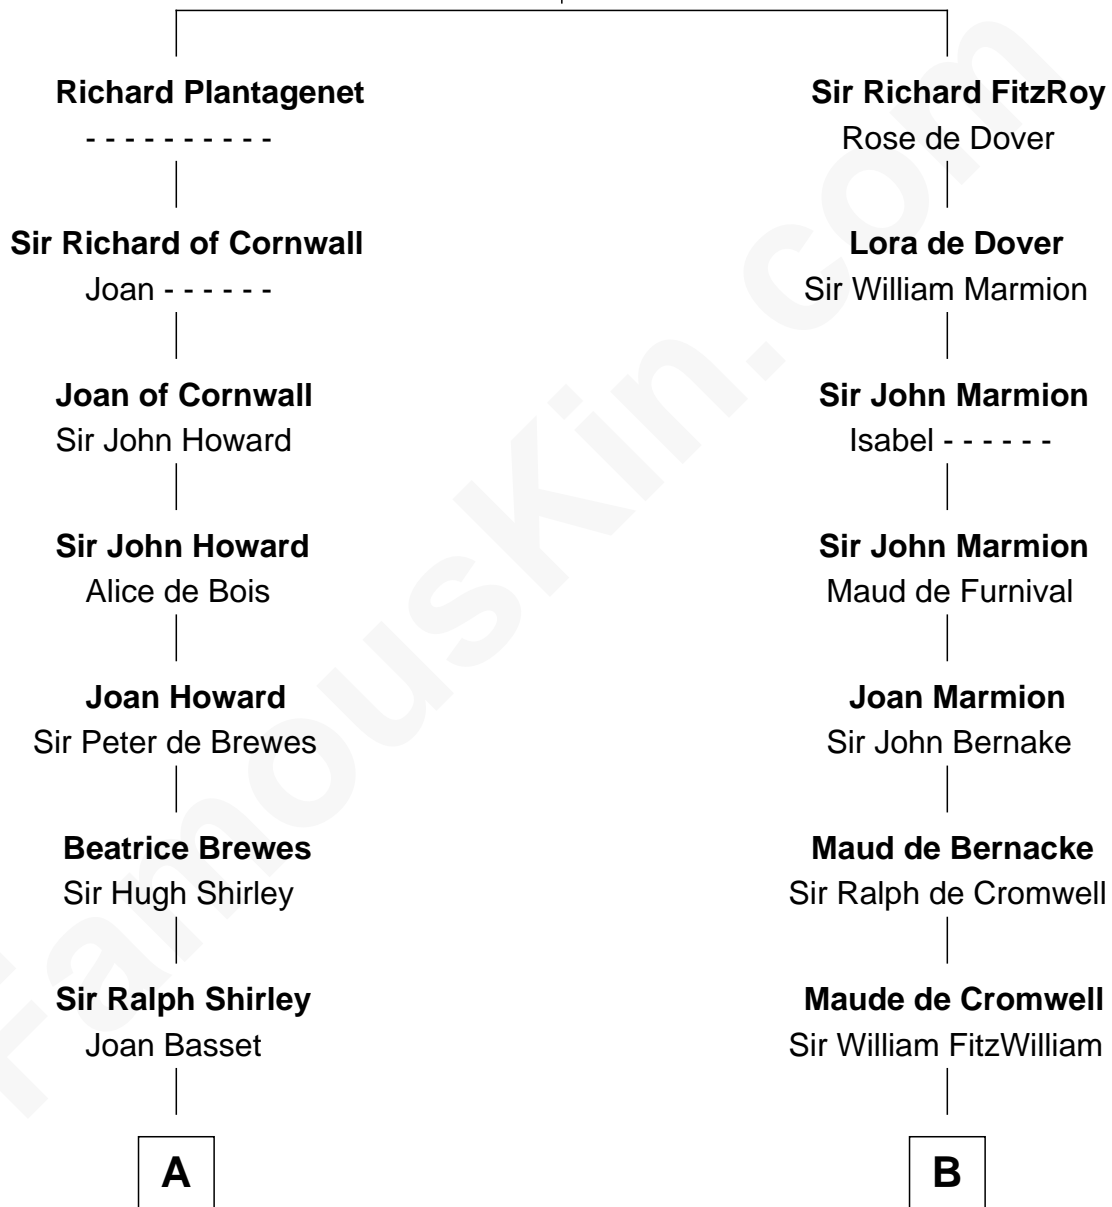 Richard Plantagenet
- - - - - - - - - -
Sir Richard of Cornwall
Joan - - - - - -
Joan of Cornwall
Sir John Howard
Sir John Howard
Alice de Bois
Joan Howard
Sir Peter de Brewes
Beatrice Brewes
Sir Hugh Shirley
Sir Ralph Shirley
Joan Basset
A
Sir Richard FitzRoy
Rose de Dover
Lora de Dover
Sir William Marmion
Sir John Marmion
Isabel - - - - - -
Sir John Marmion
Maud de Furnival
Joan Marmion
Sir John Bernake
Maud de Bernacke
Sir Ralph de Cromwell
Maude de Cromwell
Sir William FitzWilliam
B
FamousKin.com